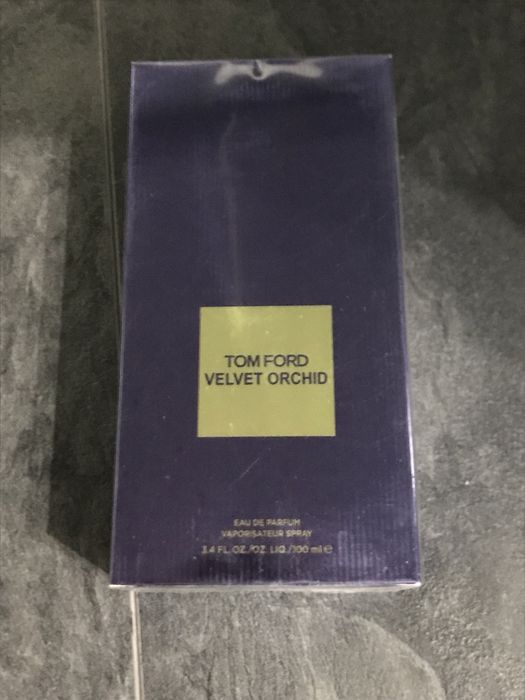 TOM FORD
VELVET ORCHID
EAU DE PARFUM
VAPORISATEUR SPRAY
3.4 FL. OZ./OZ. LIQ./100 ml ℮